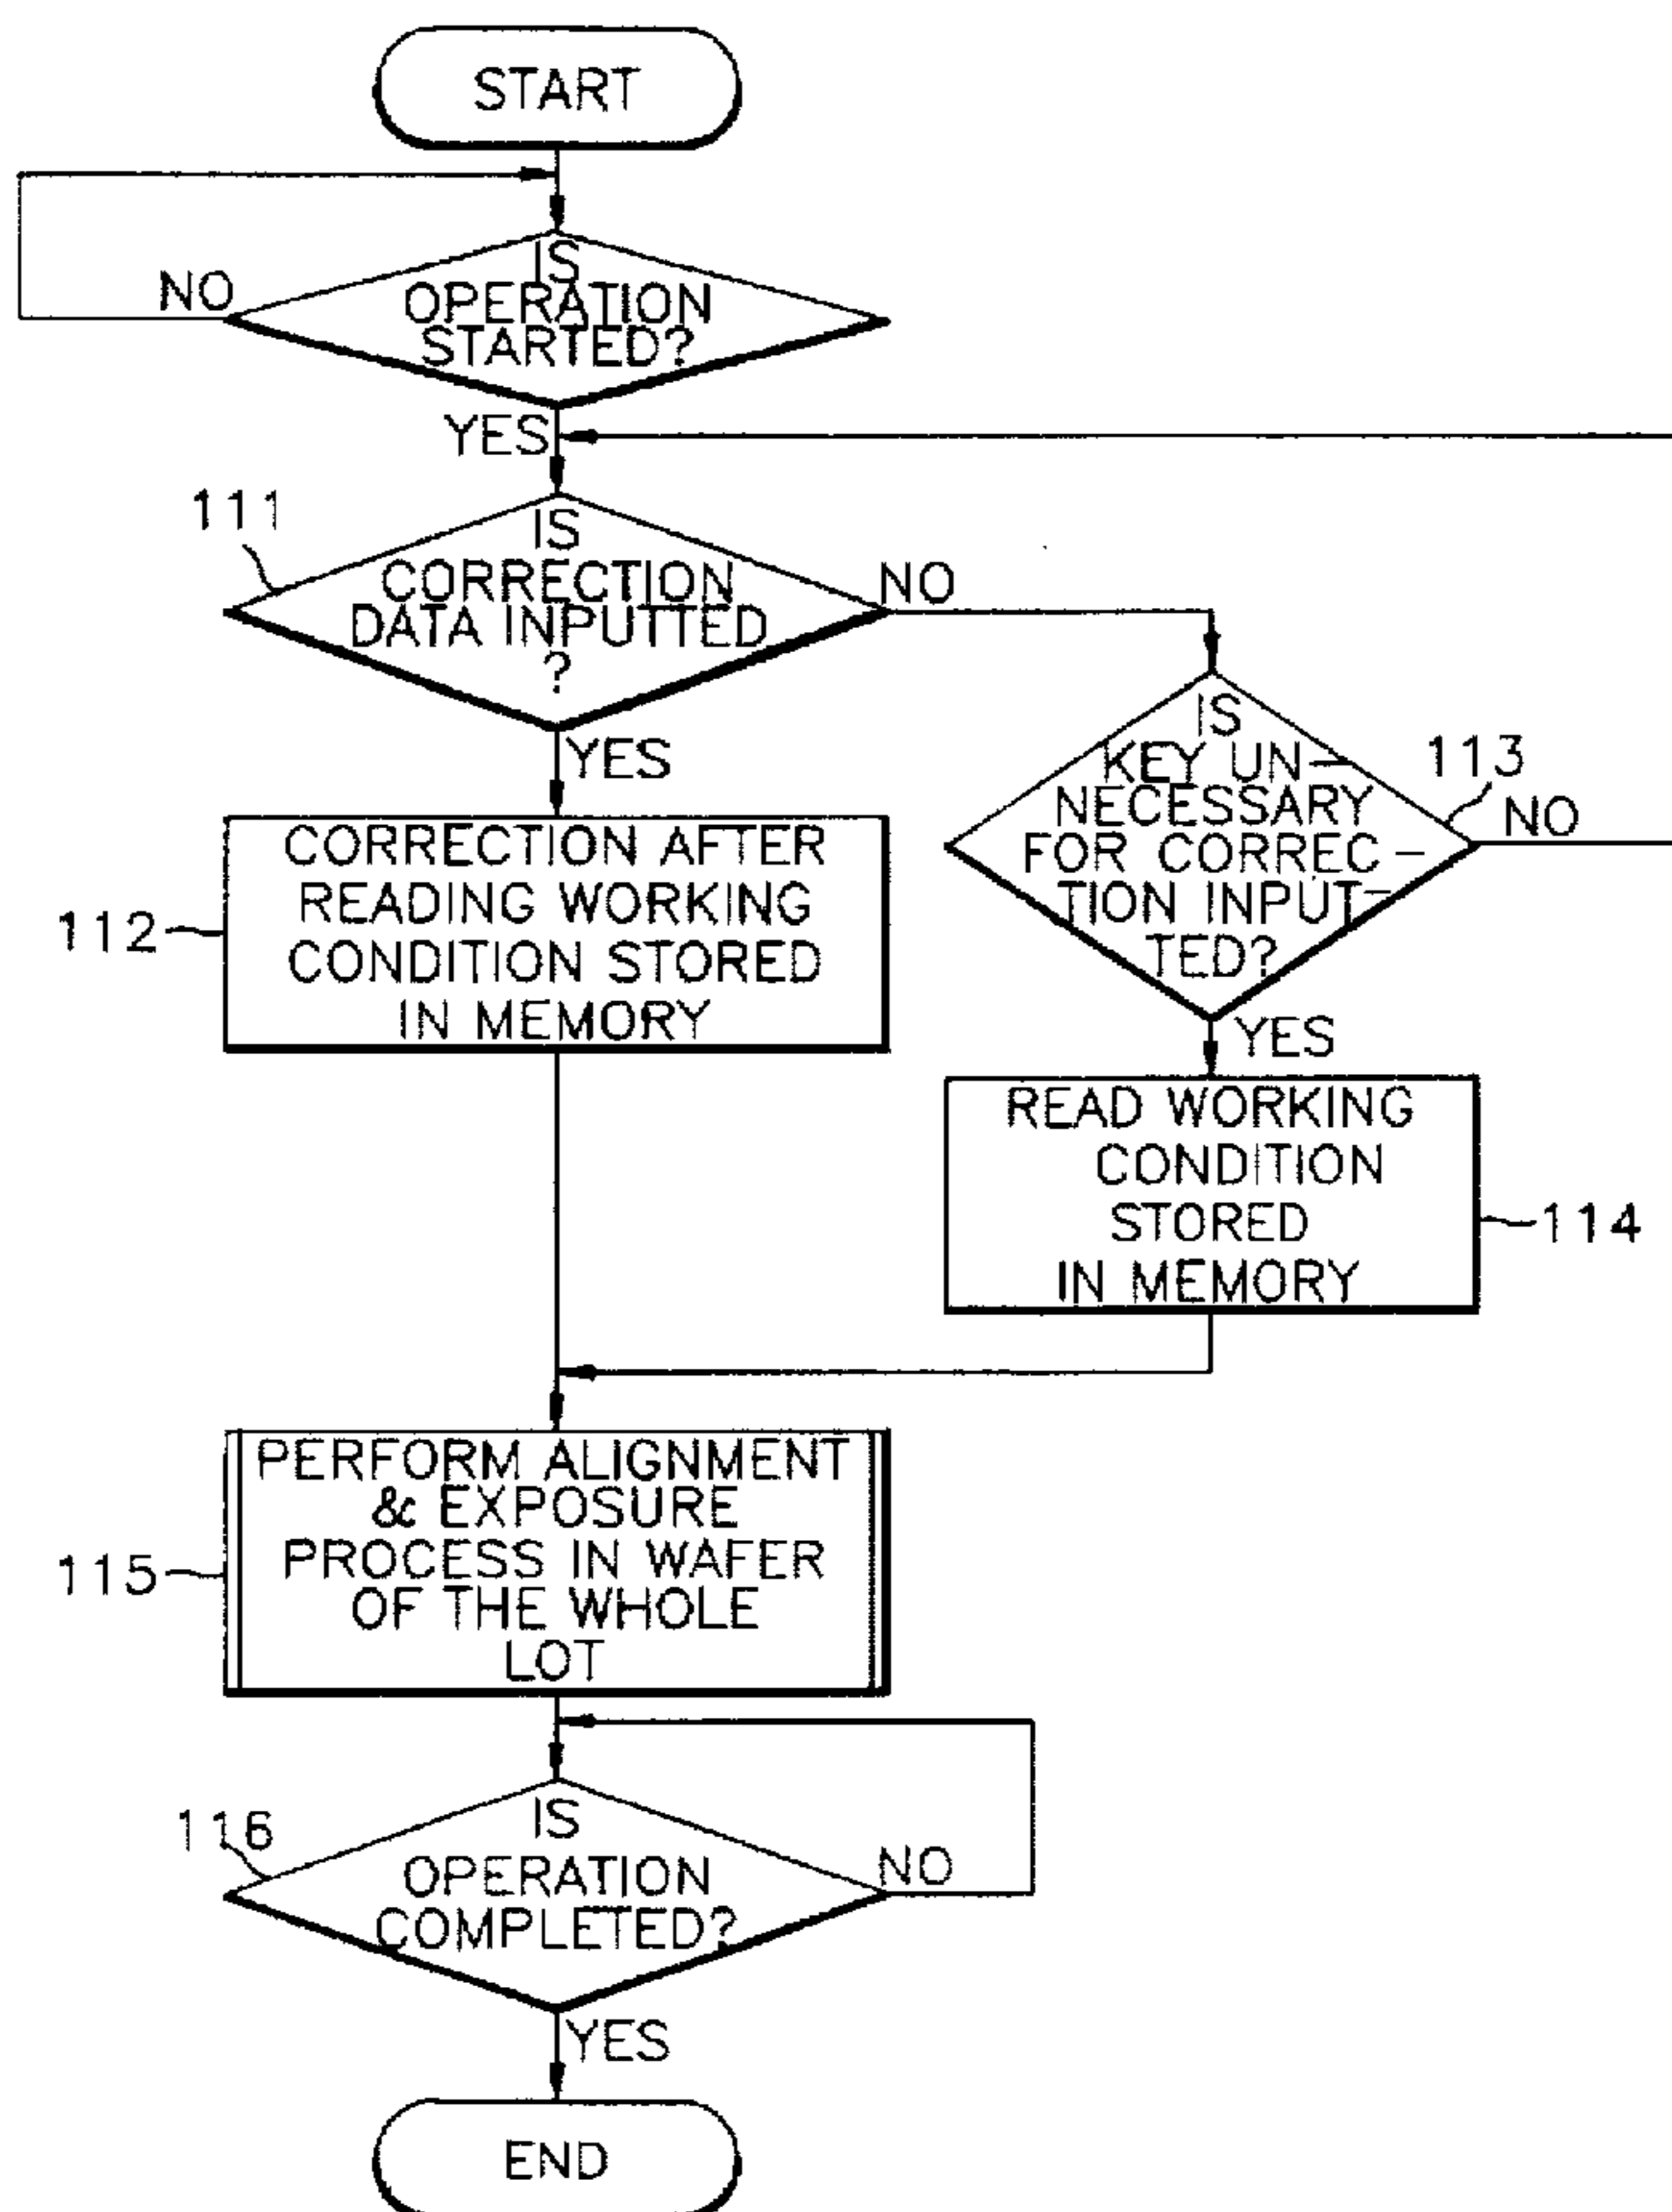 START
NO
IS
OPERATION
STARTED?
YES
111
IS
CORRECTION
DATA INPUTTED
?
NO
YES
IS
KEY UN-
NECESSARY
FOR CORREC-
TION INPUT-
TED?
113
NO
112
CORRECTION AFTER
READING WORKING
CONDITION STORED
IN MEMORY
YES
READ WORKING
CONDITION
STORED
IN MEMORY
114
115
PERFORM ALIGNMENT
& EXPOSURE
PROCESS IN WAFER
OF THE WHOLE
LOT
116
IS
OPERATION
COMPLETED?
NO
YES
END